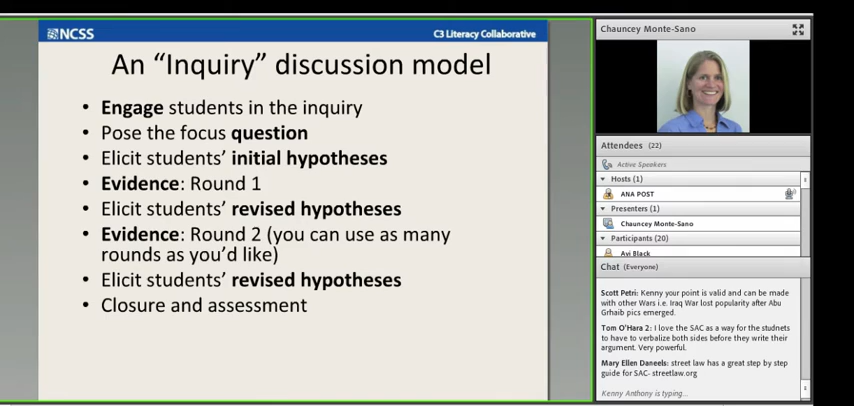 NCSS
C3 Literacy Collaborative
An “Inquiry” discussion model
• Engage students in the inquiry
• Pose the focus question
• Elicit students’ initial hypotheses
• Evidence: Round 1
• Elicit students’ revised hypotheses
• Evidence: Round 2 (you can use as many
rounds as you’d like)
• Elicit students’ revised hypotheses
• Closure and assessment
Chauncey Monte-Sano
Attendees (22)
Active Speakers
Hosts (1)
ANA POST
Presenters (1)
Chauncey Monte-Sano
Participants (20)
Avi Black
Chat (Everyone)
Scott Petri: Kenny your point is valid and can be made
with other Wars i.e. Iraq War lost popularity after Abu
Grhaib pics emerged.
Tom O'Hara 2: I love the SAC as a way for the studnets
to have to verbalize both sides before they write their
argument. Very powerful.
Mary Ellen Daneels: street law has a great step by step
guide for SAC- streetlaw.org
Kenny Anthony is typing...